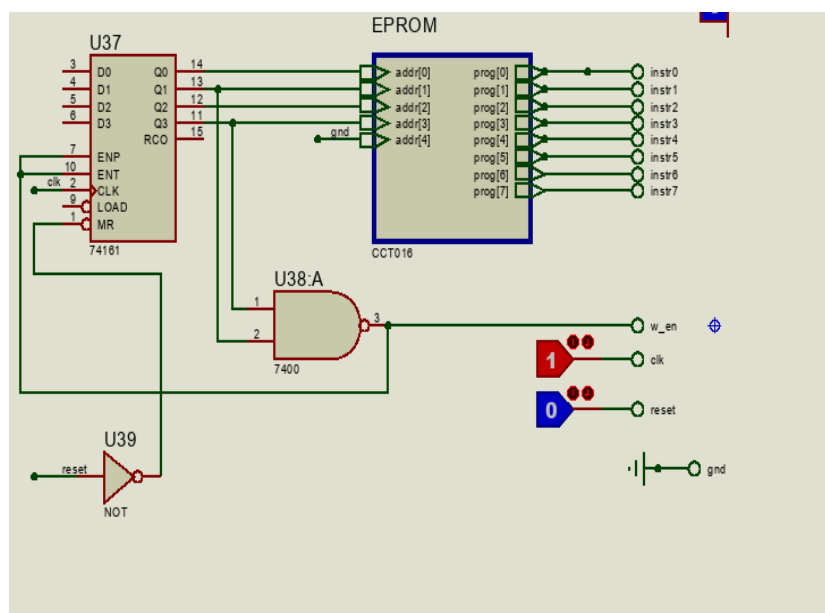 EPROM
U37
3 D0 Q0 14
4 D1 Q1 13
5 D2 Q2 12
6 D3 Q3 11
RCO 15
7 ENP
10 ENT
clk 2 CLK
9 LOAD
1 MR
74161
addr[0] prog[0] instr0
addr[1] prog[1] instr1
addr[2] prog[2] instr2
addr[3] prog[3] instr3
gnd addr[4] prog[4] instr4
prog[5] instr5
prog[6] instr6
prog[7] instr7
CCT016
U38:A
1
2
3
7400
w_en
1 clk
0 reset
gnd
U39
reset
NOT